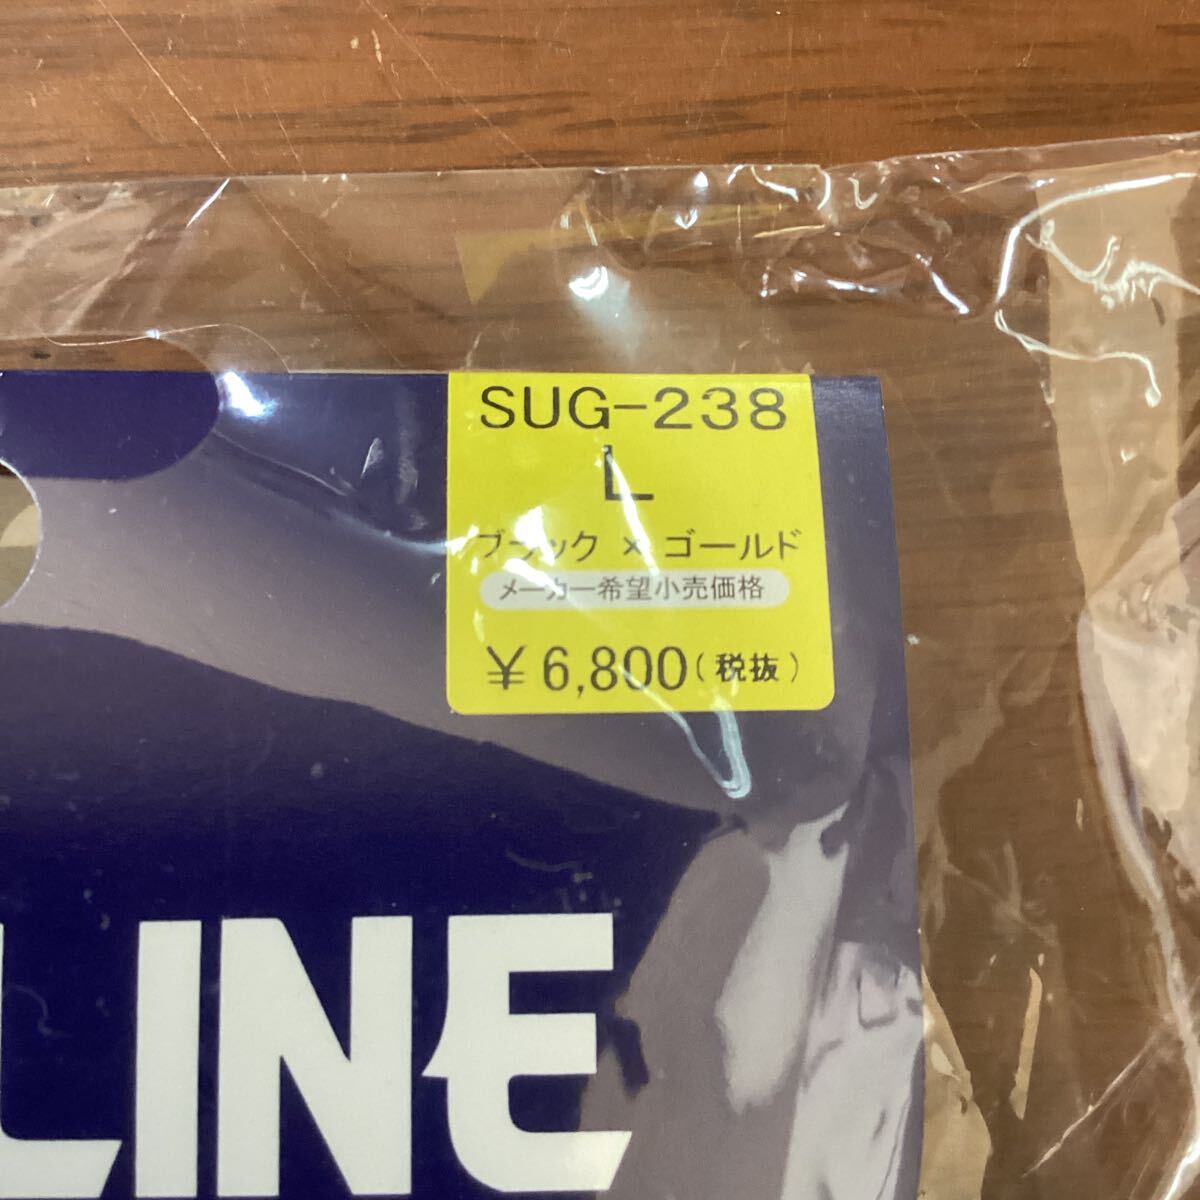 SUG-238
L
ブラック × ゴールド
メーカー希望小売価格
¥6,800(税抜)
LINE